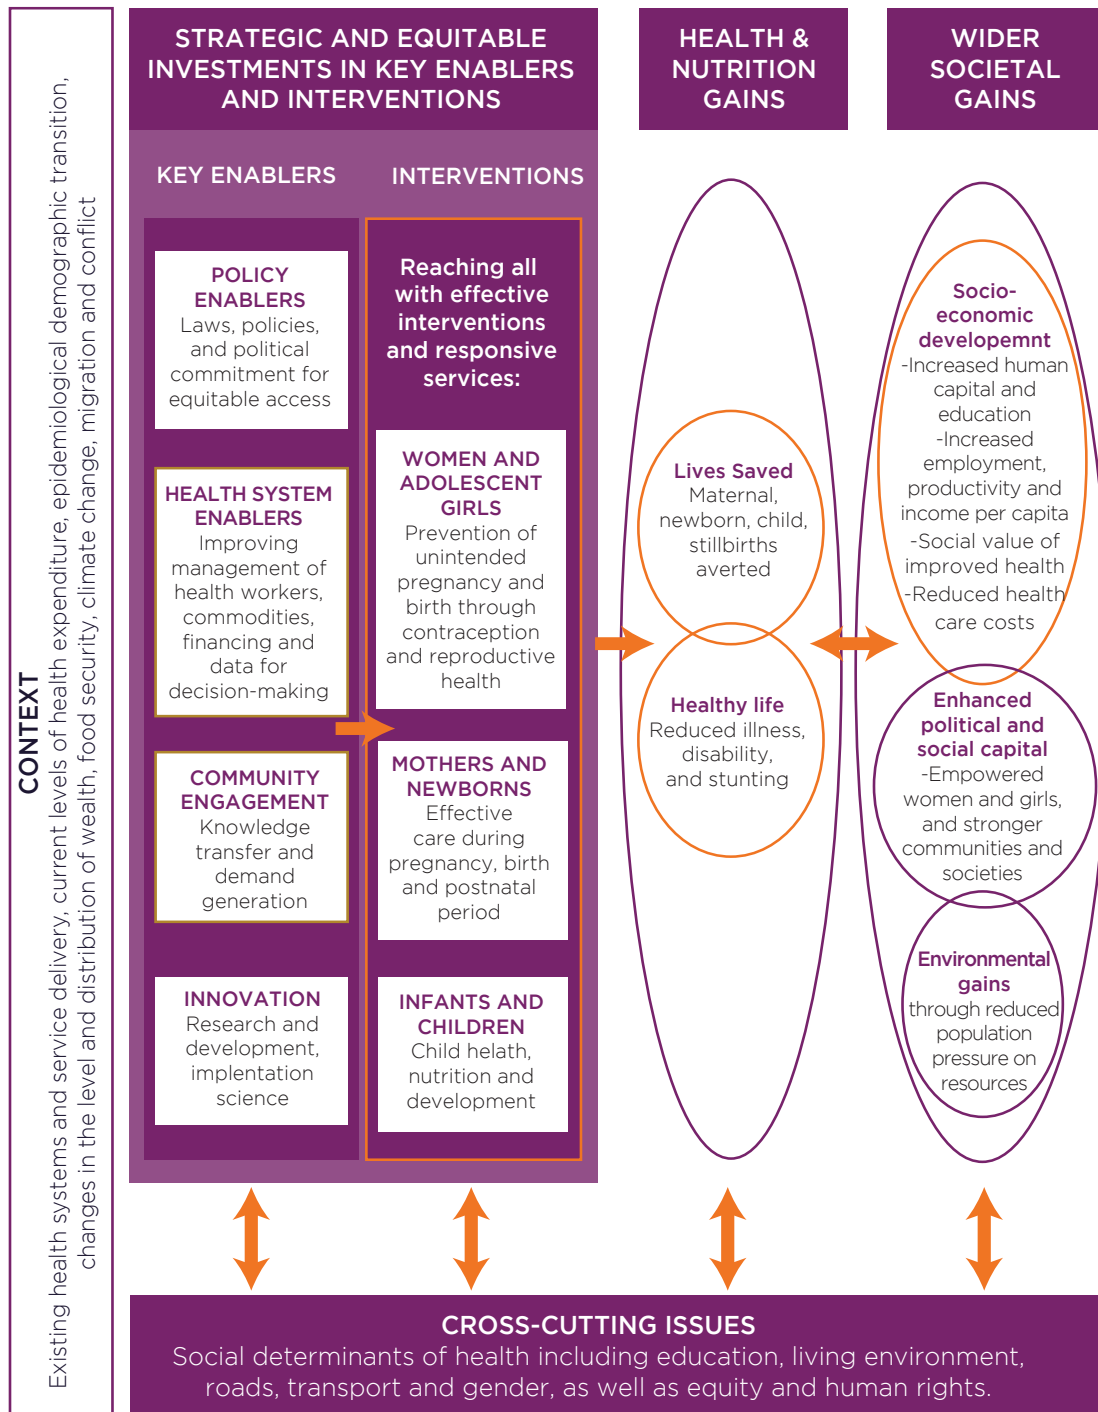 CONTEXT
Existing health systems and service delivery, current levels of health expenditure, epidemiological demographic transition,
changes in the level and distribution of wealth, food security, climate change, migration and conflict
STRATEGIC AND EQUITABLE
INVESTMENTS IN KEY ENABLERS
AND INTERVENTIONS
KEY ENABLERS
POLICY
ENABLERS
Laws, policies,
and political
commitment for
equitable access
HEALTH SYSTEM
ENABLERS
Improving
management of
health workers,
commodities,
financing and
data for
decision-making
COMMUNITY
ENGAGEMENT
Knowledge
transfer and
demand
generation
INNOVATION
Research and
development,
implentation
science
INTERVENTIONS
Reaching all
with effective
interventions
and responsive
services:
WOMEN AND
ADOLESCENT
GIRLS
Prevention of
unintended
pregnancy and
birth through
contraception
and reproductive
health
MOTHERS AND
NEWBORNS
Effective
care during
pregnancy, birth
and postnatal
period
INFANTS AND
CHILDREN
Child helath,
nutrition and
development
HEALTH &
NUTRITION
GAINS
Lives Saved
Maternal,
newborn, child,
stillbirths
averted
Healthy life
Reduced illness,
disability,
and stunting
WIDER
SOCIETAL
GAINS
Socio-
economic
developemnt
-Increased human
capital and
education
-Increased
employment,
productivity and
income per capita
-Social value of
improved health
-Reduced health
care costs
Enhanced
political and
social capital
-Empowered
women and girls,
and stronger
communities and
societies
Environmental
gains
through reduced
population
pressure on
resources
CROSS-CUTTING ISSUES
Social determinants of health including education, living environment,
roads, transport and gender, as well as equity and human rights.